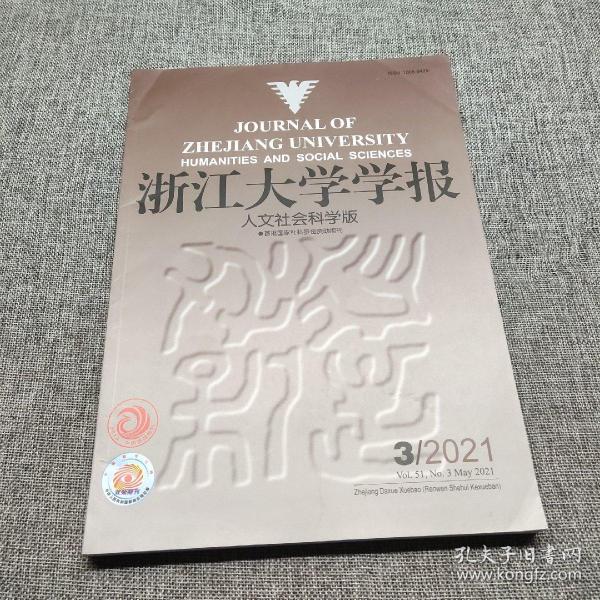 JOURNAL OF
ZHEJIANG UNIVERSITY
HUMANITIES AND SOCIAL SCIENCES
浙江大学学报
人文社会科学版
3/2021
Vol. 51, No. 3 May 2021
Zhejiang Daxue Xuebao (Renwen Shehui Kexueban)
孔夫子旧书网
www.kongfz.com